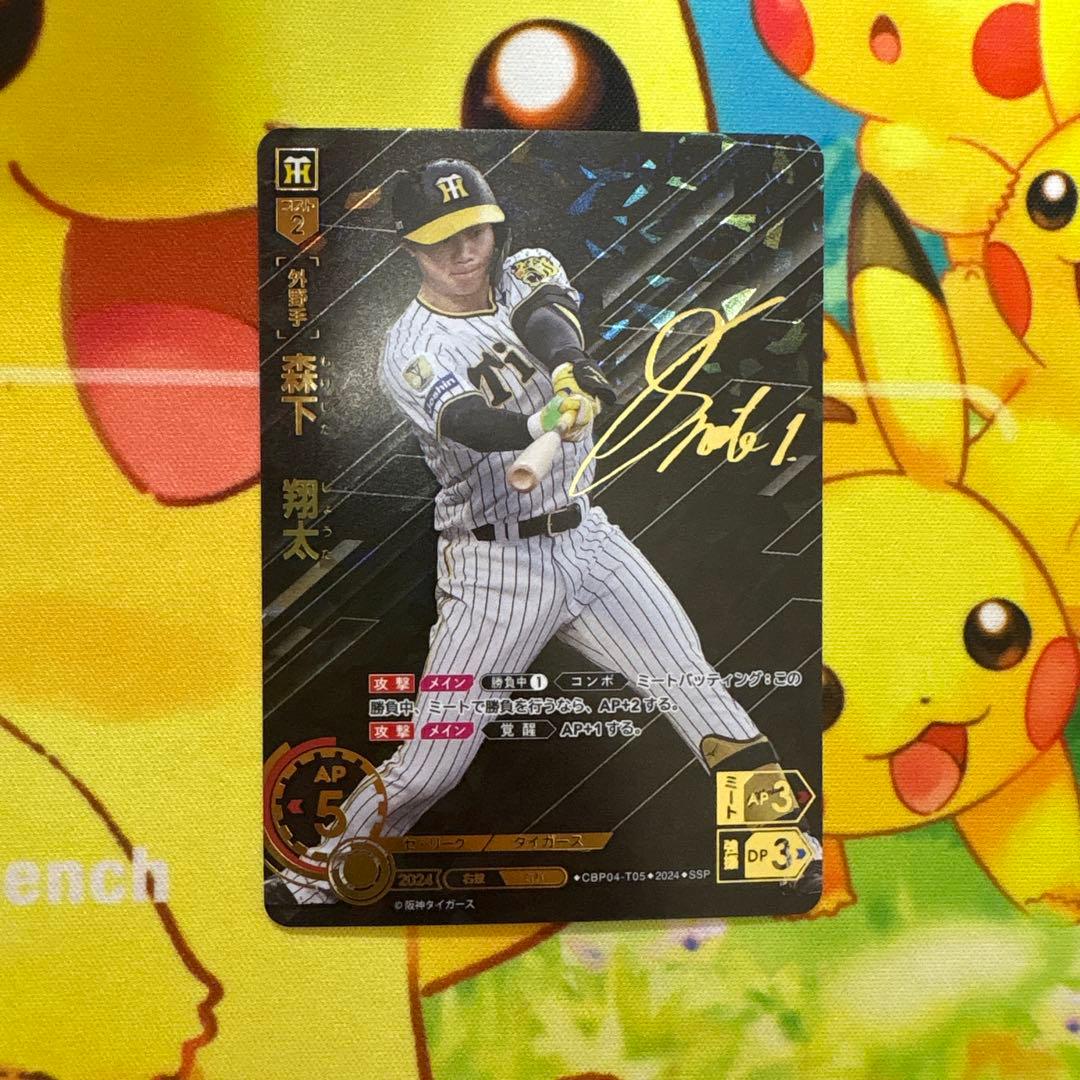 コスト
2
外野手
もりした
森下
しょうた
翔太
Ti
Joshin
攻撃 メイン 勝負中1 コンボ ミートバッティング:この
勝負中、ミートで勝負を行うなら、AP+2する。
攻撃 メイン 覚醒 AP+1する。
AP
5
ミート AP 3
強振 DP 3
セ・リーグ / タイガース
2024 右投 右打 ◆CBP04-T05◆2024◆SSP
©阪神タイガース
ench